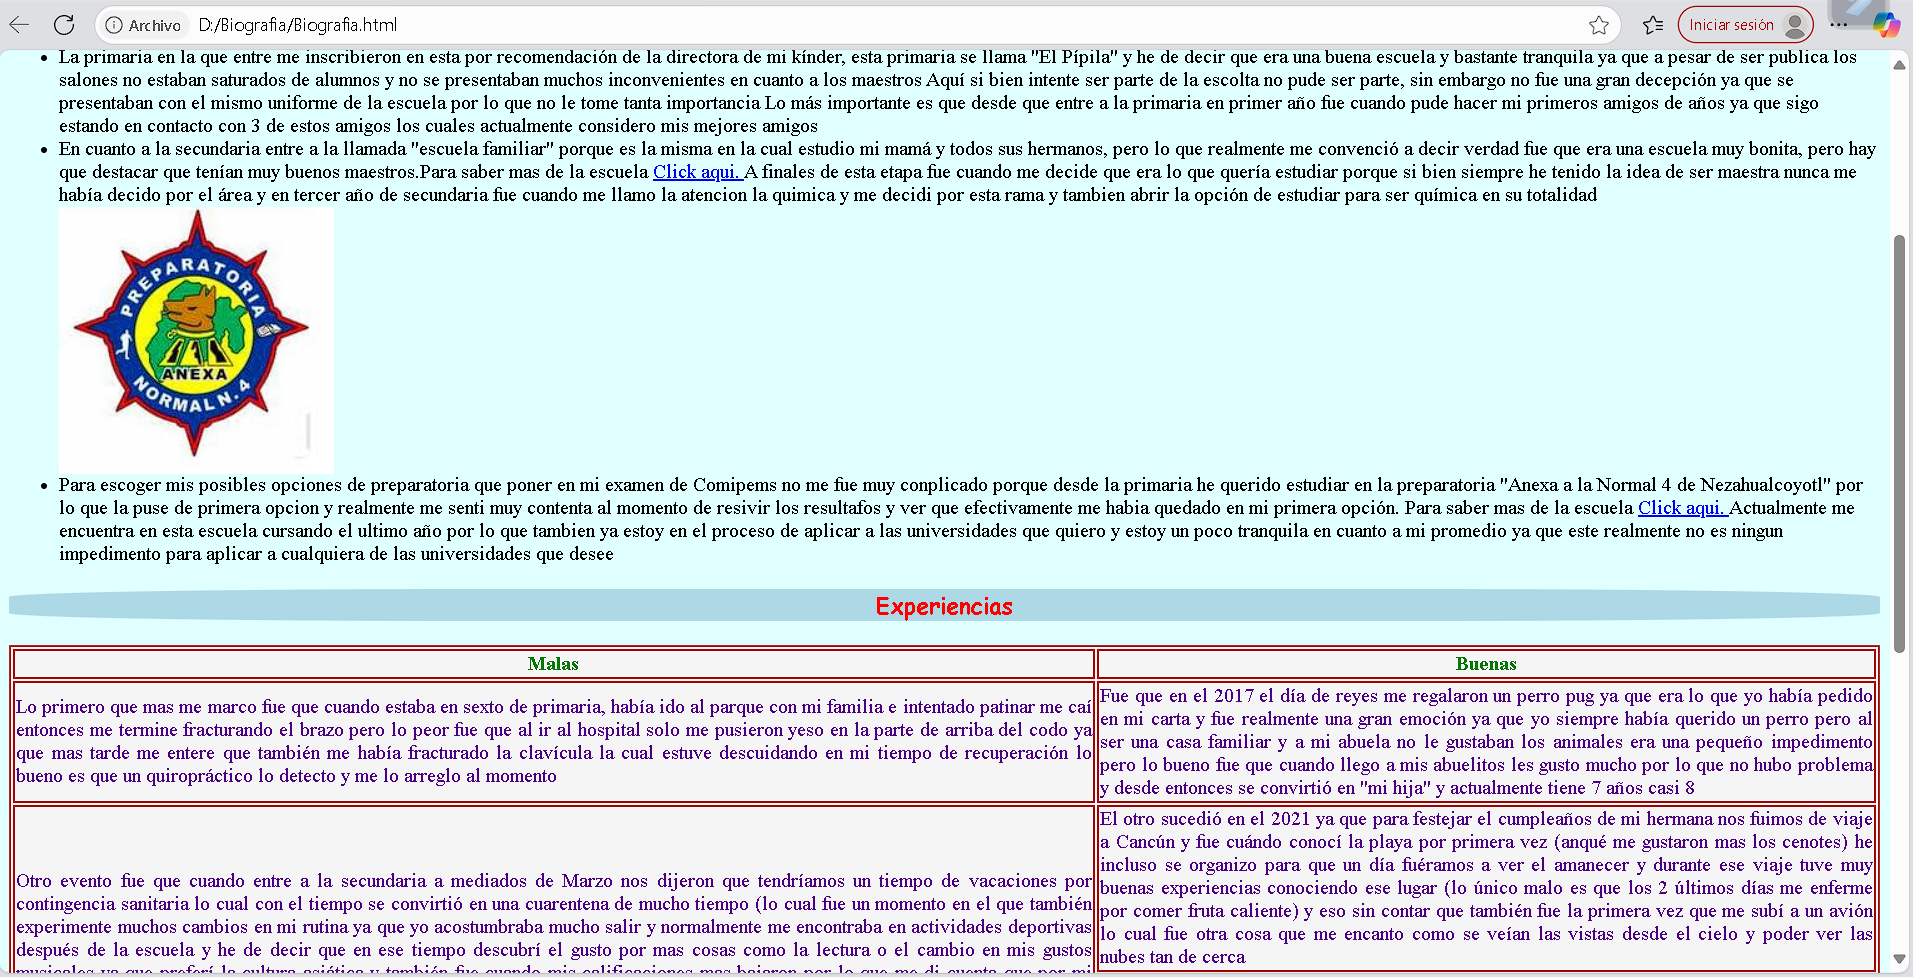 Archivo D:/Biografia/Biografia.html Iniciar sesión
La primaria en la que entre me inscribieron en esta por recomendación de la directora de mi kínder, esta primaria se llama "El Pípila" y he de decir que era una buena escuela y bastante tranquila ya que a pesar de ser publica los
salones no estaban saturados de alumnos y no se presentaban muchos inconvenientes en cuanto a los maestros Aquí si bien intente ser parte de la escolta no pude ser parte, sin embargo no fue una gran decepción ya que se
presentaban con el mismo uniforme de la escuela por lo que no le tome tanta importancia Lo más importante es que desde que entre a la primaria en primer año fue cuando pude hacer mi primeros amigos de años ya que sigo
estando en contacto con 3 de estos amigos los cuales actualmente considero mis mejores amigos
En cuanto a la secundaria entre a la llamada "escuela familiar" porque es la misma en la cual estudio mi mamá y todos sus hermanos, pero lo que realmente me convenció a decir verdad fue que era una escuela muy bonita, pero hay
que destacar que tenían muy buenos maestros.Para saber mas de la escuela Click aqui. A finales de esta etapa fue cuando me decide que era lo que quería estudiar porque si bien siempre he tenido la idea de ser maestra nunca me
había decido por el área y en tercer año de secundaria fue cuando me llamo la atencion la quimica y me decidi por esta rama y tambien abrir la opción de estudiar para ser química en su totalidad
PREPARATORIA
ANEXA
NORMAL N. 4
Para escoger mis posibles opciones de preparatoria que poner en mi examen de Comipems no me fue muy conplicado porque desde la primaria he querido estudiar en la preparatoria "Anexa a la Normal 4 de Nezahualcoyotl" por
lo que la puse de primera opcion y realmente me senti muy contenta al momento de resivir los resultafos y ver que efectivamente me habia quedado en mi primera opción. Para saber mas de la escuela Click aqui. Actualmente me
encuentra en esta escuela cursando el ultimo año por lo que tambien ya estoy en el proceso de aplicar a las universidades que quiero y estoy un poco tranquila en cuanto a mi promedio ya que este realmente no es ningun
impedimento para aplicar a cualquiera de las universidades que desee
Experiencias
Malas
Buenas
Lo primero que mas me marco fue que cuando estaba en sexto de primaria, había ido al parque con mi familia e intentado patinar me caí
entonces me termine fracturando el brazo pero lo peor fue que al ir al hospital solo me pusieron yeso en la parte de arriba del codo ya
que mas tarde me entere que también me había fracturado la clavícula la cual estuve descuidando en mi tiempo de recuperación lo
bueno es que un quiropráctico lo detecto y me lo arreglo al momento
Fue que en el 2017 el día de reyes me regalaron un perro pug ya que era lo que yo había pedido
en mi carta y fue realmente una gran emoción ya que yo siempre había querido un perro pero al
ser una casa familiar y a mi abuela no le gustaban los animales era una pequeño impedimento
pero lo bueno fue que cuando llego a mis abuelitos les gusto mucho por lo que no hubo problema
y desde entonces se convirtió en "mi hija" y actualmente tiene 7 años casi 8
Otro evento fue que cuando entre a la secundaria a mediados de Marzo nos dijeron que tendríamos un tiempo de vacaciones por
contingencia sanitaria lo cual con el tiempo se convirtió en una cuarentena de mucho tiempo (lo cual fue un momento en el que también
experimente muchos cambios en mi rutina ya que yo acostumbraba mucho salir y normalmente me encontraba en actividades deportivas
después de la escuela y he de decir que en ese tiempo descubrí el gusto por mas cosas como la lectura o el cambio en mis gustos
musicales ya que preferí la cultura asiática y también fue cuando mis calificaciones mas bajaron por lo que me di cuenta que por mi
El otro sucedió en el 2021 ya que para festejar el cumpleaños de mi hermana nos fuimos de viaje
a Cancún y fue cuándo conocí la playa por primera vez (anqué me gustaron mas los cenotes) he
incluso se organizo para que un día fuéramos a ver el amanecer y durante ese viaje tuve muy
buenas experiencias conociendo ese lugar (lo único malo es que los 2 últimos días me enferme
por comer fruta caliente) y eso sin contar que también fue la primera vez que me subí a un avión
lo cual fue otra cosa que me encanto como se veían las vistas desde el cielo y poder ver las
nubes tan de cerca